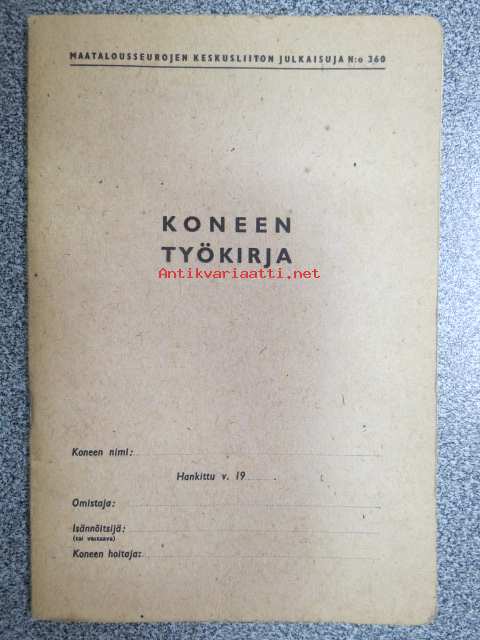 MAATALOUSSEUROJEN KESKUSLIITON JULKAISUJA N:o 360
KONEEN
TYÖKIRJA
Antikvariaatti.net
Koneen nimi:
Hankittu v. 19
Omistaja:
Isännöitsijä:
(tai vastaava)
Koneen hoitaja: